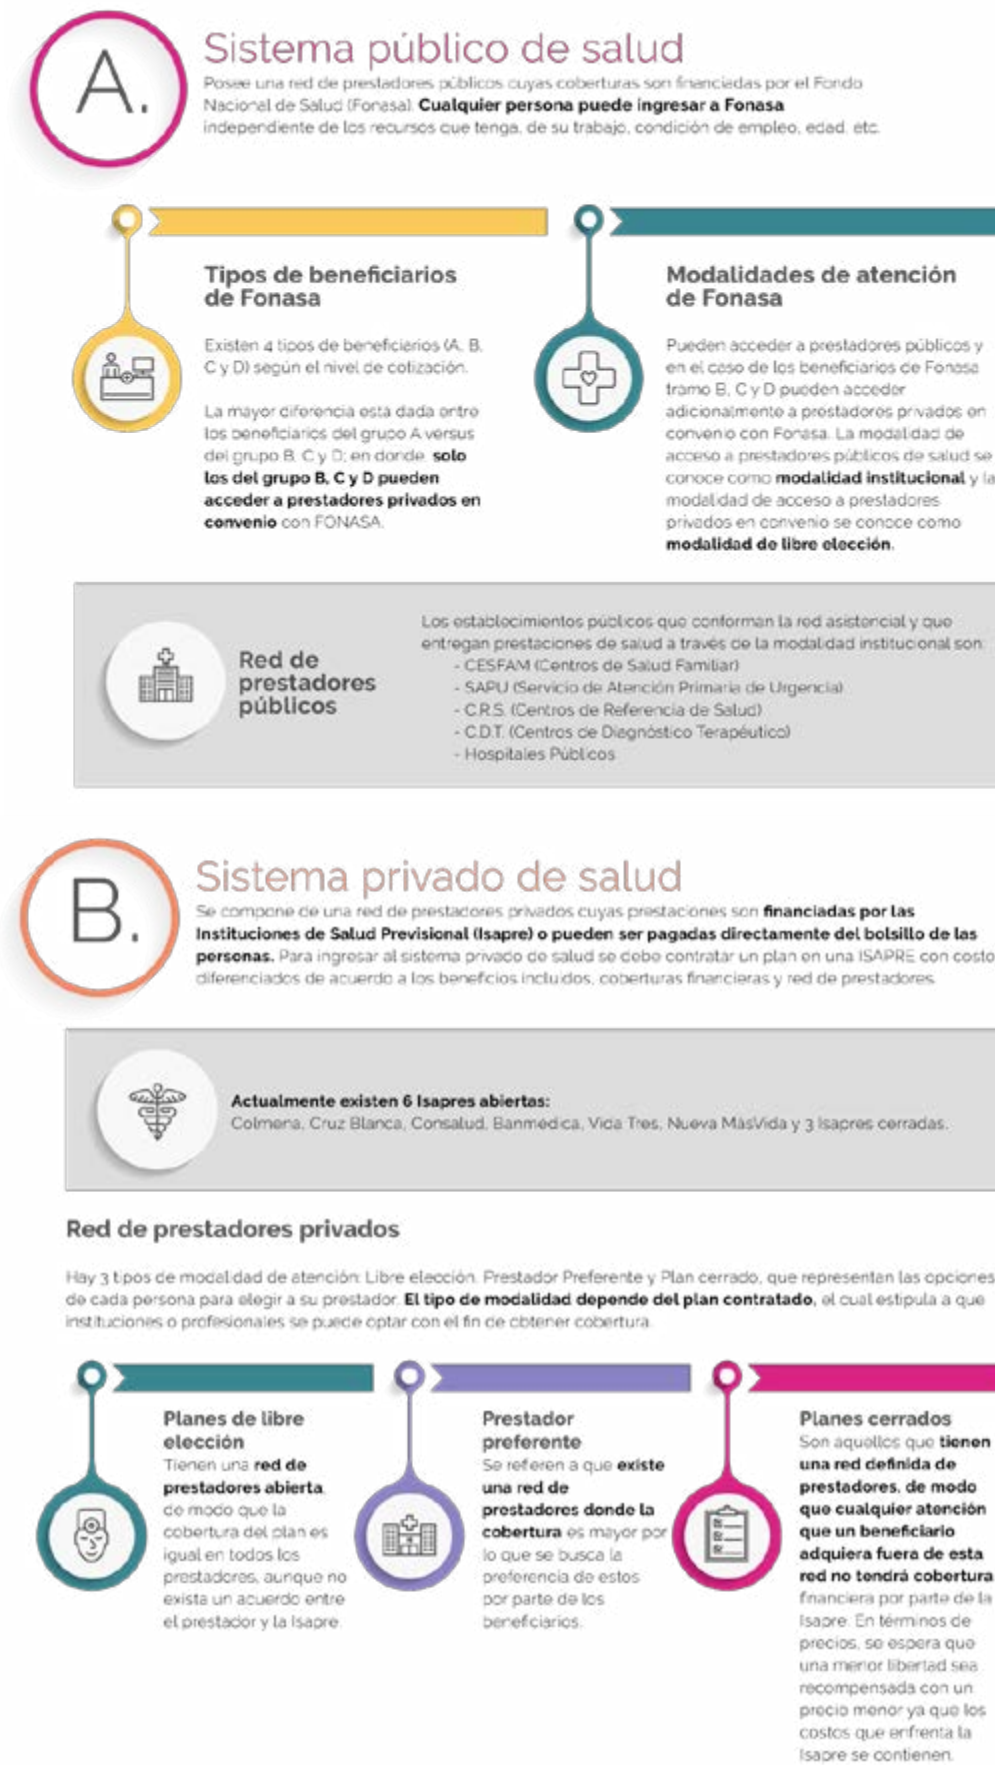 A.
Sistema público de salud
Posee una red de prestadores públicos cuyas coberturas son financiadas por el Fondo
Nacional de Salud (Fonasa). Cualquier persona puede ingresar a Fonasa
independiente de los recursos que tenga, de su trabajo, condición de empleo, edad, etc.
Tipos de beneficiarios
de Fonasa
Existen 4 tipos de beneficiarios (A, B,
C y D) según el nivel de cotización.
La mayor diferencia está dada entre
los beneficiarios del grupo A versus
del grupo B, C y D; en donde, solo
los del grupo B, C y D pueden
acceder a prestadores privados en
convenio con FONASA.
Modalidades de atención
de Fonasa
Pueden acceder a prestadores públicos y
en el caso de los beneficiarios de Fonasa
tramo B, C y D pueden acceder
adicionalmente a prestadores privados en
convenio con Fonasa. La modalidad de
acceso a prestadores públicos de salud se
conoce como modalidad institucional y la
modalidad de acceso a prestadores
privados en convenio se conoce como
modalidad de libre elección.
Red de
prestadores
públicos
Los establecimientos públicos que conforman la red asistencial y que
entregan prestaciones de salud a través de la modalidad institucional son:
- CESFAM (Centros de Salud Familiar)
- SAPU (Servicio de Atención Primaria de Urgencia)
- C.R.S. (Centros de Referencia de Salud)
- C.D.T. (Centros de Diagnóstico Terapéutico)
- Hospitales Públicos
B.
Sistema privado de salud
Se compone de una red de prestadores privados cuyas prestaciones son financiadas por las
Instituciones de Salud Previsional (Isapre) o pueden ser pagadas directamente del bolsillo de las
personas. Para ingresar al sistema privado de salud se debe contratar un plan en una ISAPRE con costo
diferenciados de acuerdo a los beneficios incluidos, coberturas financieras y red de prestadores.
Actualmente existen 6 Isapres abiertas:
Colmena, Cruz Blanca, Consalud, Banmédica, Vida Tres, Nueva MásVida y 3 Isapres cerradas.
Red de prestadores privados
Hay 3 tipos de modalidad de atención: Libre elección, Prestador Preferente y Plan cerrado, que representan las opciones
de cada persona para elegir a su prestador. El tipo de modalidad depende del plan contratado, el cual estipula a que
instituciones o profesionales se puede optar con el fin de obtener cobertura.
Planes de libre
elección
Tienen una red de
prestadores abierta,
de modo que la
cobertura del plan es
igual en todos los
prestadores, aunque no
exista un acuerdo entre
el prestador y la Isapre.
Prestador
preferente
Se refieren a que existe
una red de
prestadores donde la
cobertura es mayor por
lo que se busca la
preferencia de estos
por parte de los
beneficiarios.
Planes cerrados
Son aquellos que tienen
una red definida de
prestadores, de modo
que cualquier atención
que un beneficiario
adquiera fuera de esta
red no tendrá cobertura
financiera por parte de la
Isapre. En términos de
precios, se espera que
una menor libertad sea
recompensada con un
precio menor ya que los
costos que enfrenta la
Isapre se contienen.